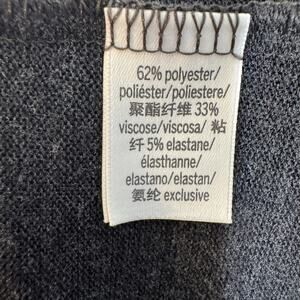 62% polyester/
poliéster/poliestere/
聚酯纤维 33%
viscose/viscosa/ 粘
纤 5% elastane/
élasthanne/
elastano/elastan/
氨纶 exclusive